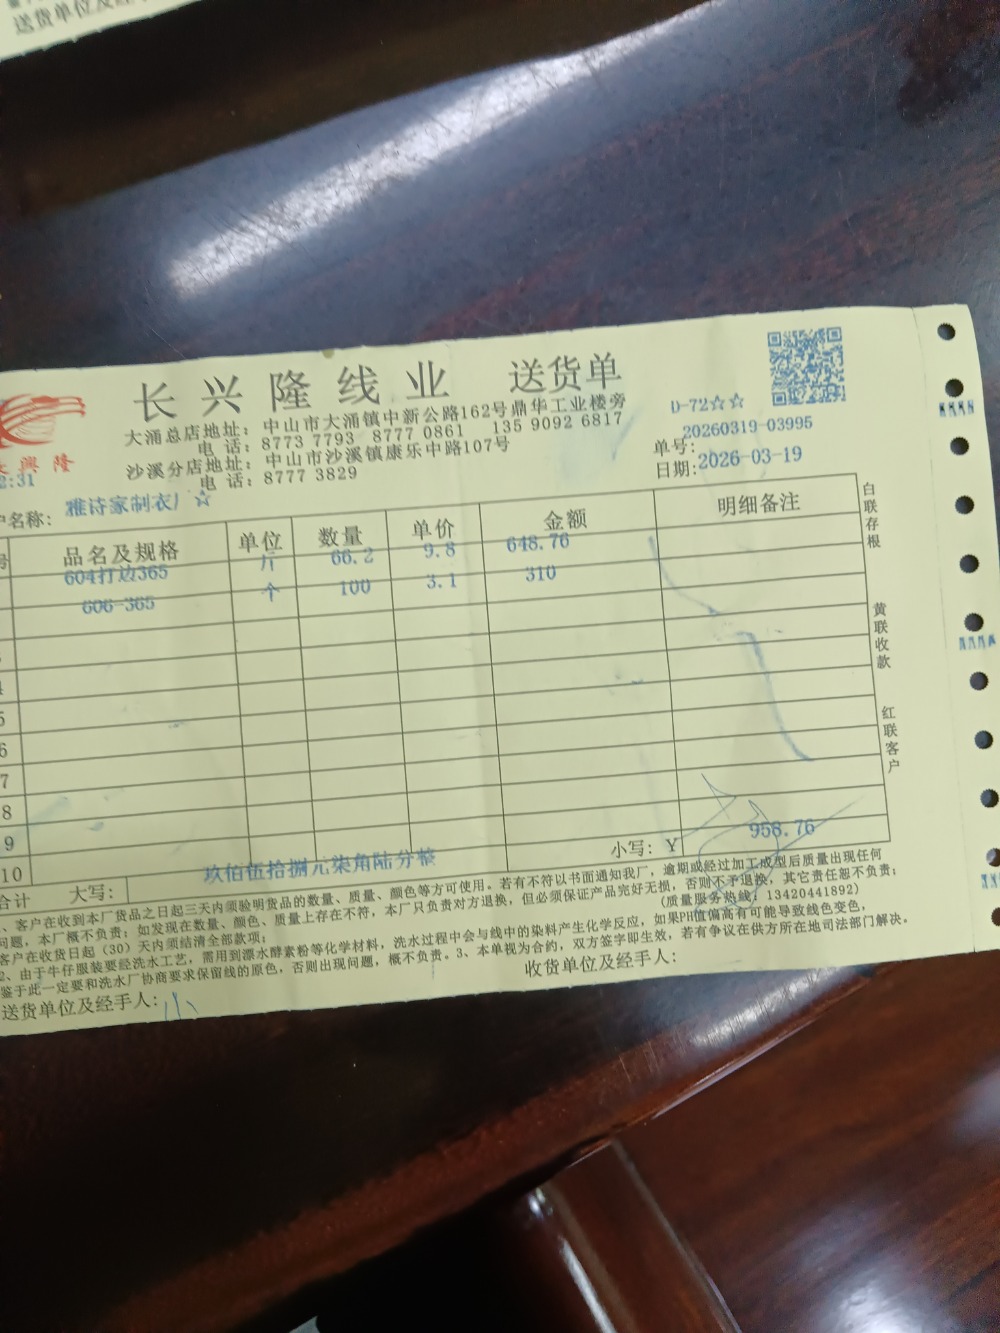 送货单位及经
长兴隆线业 送货单
大涌总店地址: 中山市大涌镇中新公路162号鼎华工业楼旁
电 话: 8773 7793 8777 0861 135 9092 6817
沙溪分店地址: 中山市沙溪镇康乐中路107号
电 话: 8777 3829
D-72☆☆
单号: 20260319-03995
日期: 2026-03-19
興隆
2:31
户名称: 雅诗家制衣厂☆
号 品名及规格 单位 数量 单价 金额 明细备注
604打边365 斤 66.2 9.8 648.76
606-365 个 100 3.1 310
4
5
6
7
8
9
10
小写: ¥ 958.76
合计 大写: 玖佰伍拾捌元柒角陆分整
白联存根
黄联收款
红联客户
、客户在收到本厂货品之日起三天内须验明货品的数量、质量、颜色等方可使用。若有不符以书面通知我厂，逾期或经过加工成型后质量出现任何
问题，本厂概不负责；如发现在数量、颜色、质量上存在不符，本厂只负责对方退换，但必须保证产品完好无损，否则不予退换，其它责任恕不负责；
客户在收货日起（30）天内须结清全部款项； (质量服务热线: 13420441892)
2、由于牛仔服装要经洗水工艺，需用到漂水酵素粉等化学材料，洗水过程中会与线中的染料产生化学反应，如果PH值偏高有可能导致线色变色，
鉴于此一定要和洗水厂协商要求保留线的原色，否则出现问题，概不负责。3、本单视为合约，双方签字即生效，若有争议在供方所在地司法部门解决。
送货单位及经手人: 收货单位及经手人: